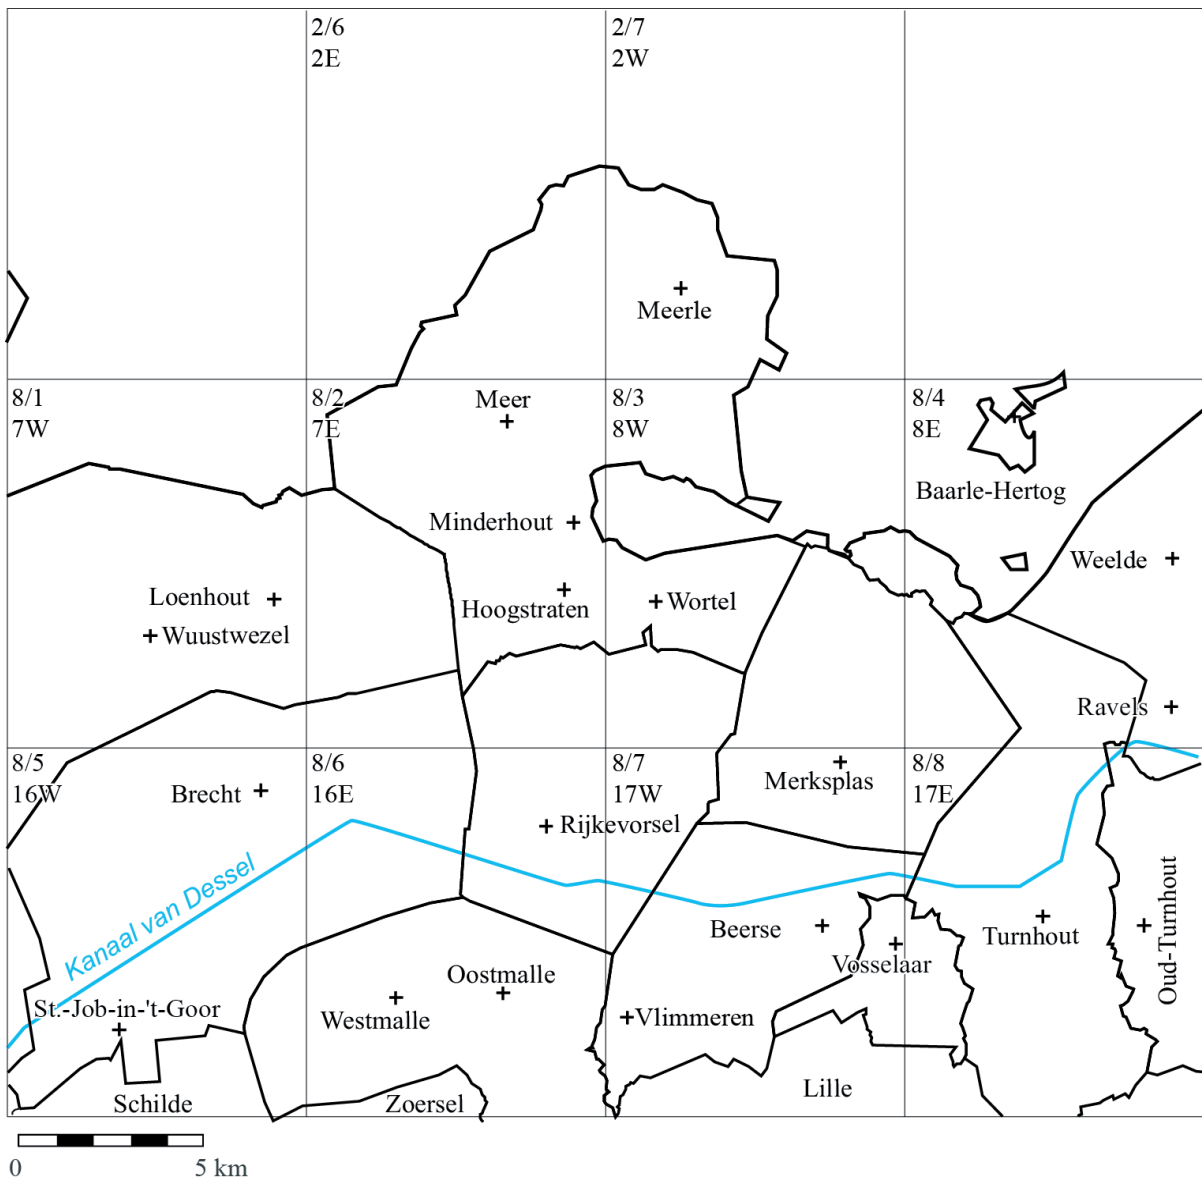 2/6
2E
2/7
2W
Meerle
8/1
7W
8/2
7E
Meer
8/3
8W
8/4
8E
Baarle-Hertog
Minderhout
Weelde
Loenhout
Hoogstraten
Wortel
Wuustwezel
Ravels
8/5
16W
8/6
16E
8/7
17W
8/8
17E
Merksplas
Brecht
Rijkevorsel
Kanaal van Dessel
Beerse
Vosselaar
Turnhout
Oud-Turnhout
Oostmalle
St.-Job-in-'t-Goor
Westmalle
Vlimmeren
Schilde
Zoersel
Lille
0 5 km